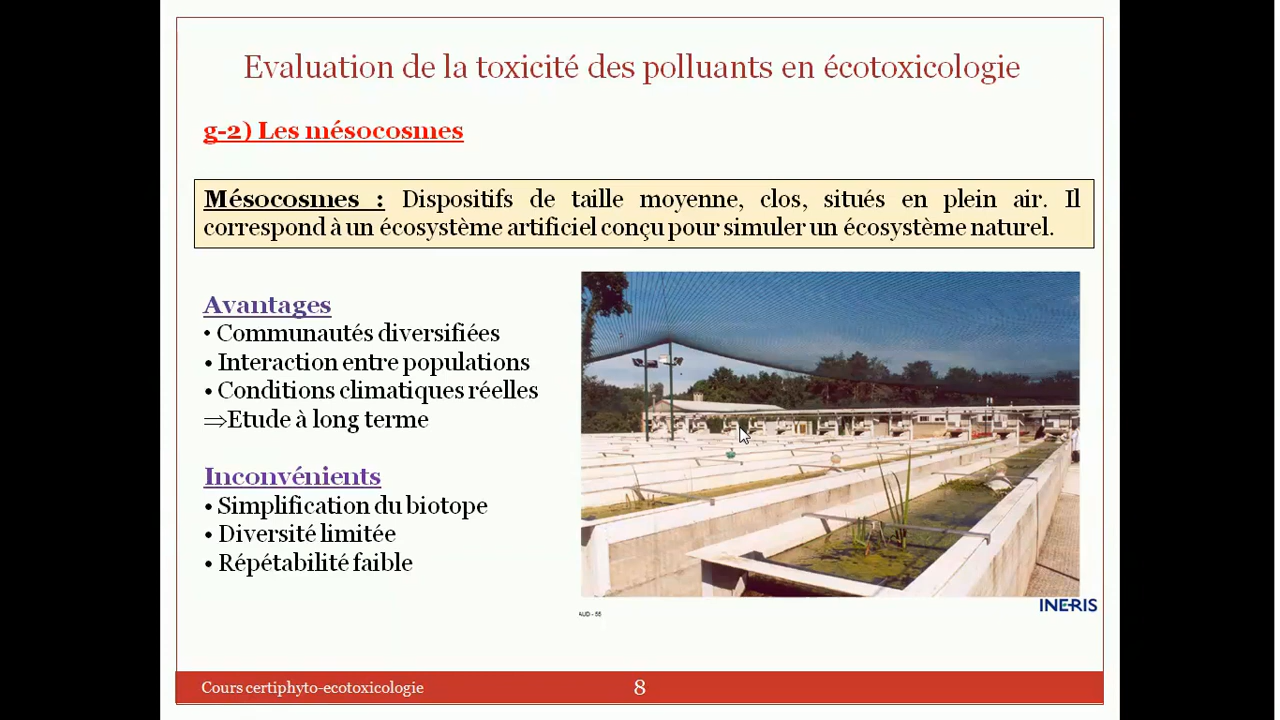 Evaluation de la toxicité des polluants en écotoxicologie
g-2) Les mésocosmes
Mésocosmes : Dispositifs de taille moyenne, clos, situés en plein air. Il
correspond à un écosystème artificiel conçu pour simuler un écosystème naturel.
Avantages
• Communautés diversifiées
• Interaction entre populations
• Conditions climatiques réelles
⇒Etude à long terme
Inconvénients
• Simplification du biotope
• Diversité limitée
• Répétabilité faible
AUD - 55
INERIS
Cours certiphyto-ecotoxicologie
8